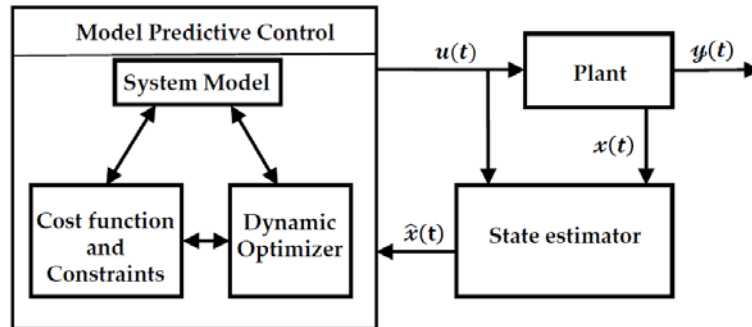 Model Predictive Control
System Model
Cost function
and
Constraints
Dynamic
Optimizer
u(t)
Plant
y(t)
x(t)
x̂(t)
State estimator